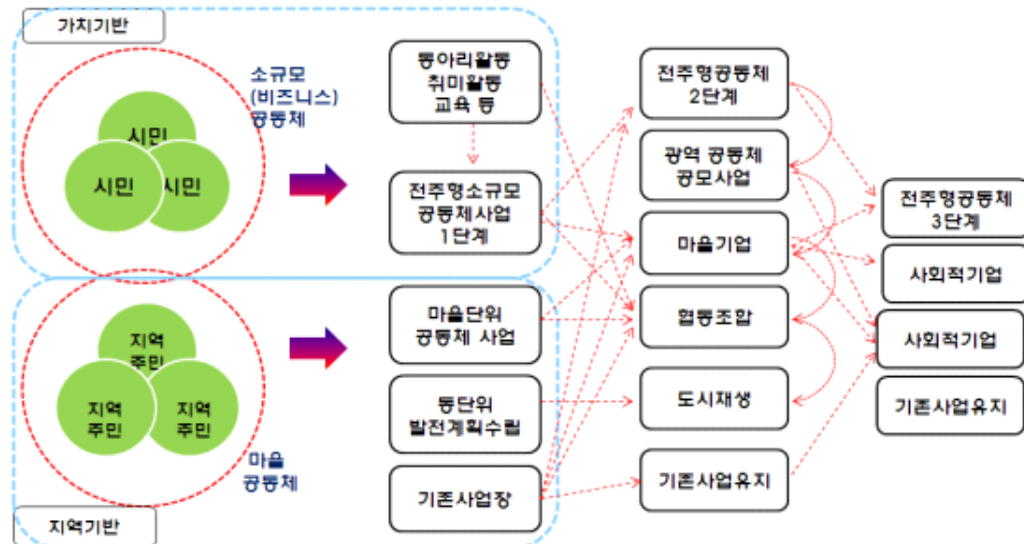 가치기반
소규모
(비즈니스)
공동체
시민
시민
시민
동아리활동
취미활동
교육 등
전주형소규모
공동체사업
1단계
지역
주민
지역
주민
지역
주민
마을
공동체
지역기반
마을단위
공동체 사업
동단위
발전계획수립
기존사업장
전주형공동체
2단계
광역 공동체
공모사업
마을기업
협동조합
도시재생
기존사업유지
전주형공동체
3단계
사회적기업
사회적기업
기존사업유지